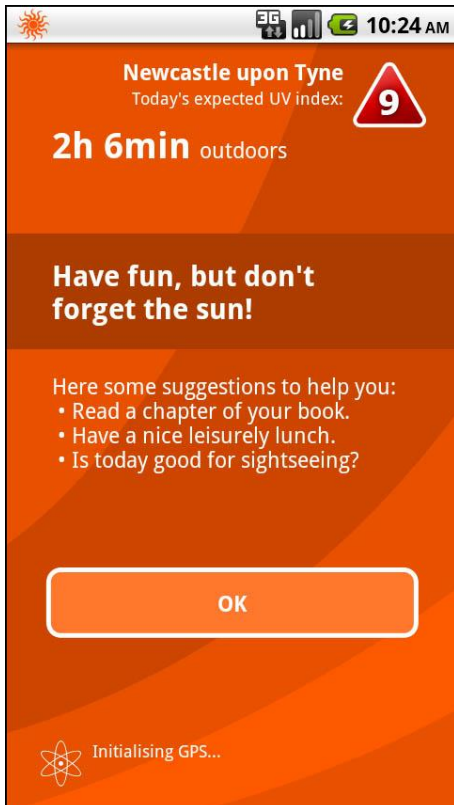 3G 10:24 AM
Newcastle upon Tyne
Today's expected UV index:
9
2h 6min outdoors
Have fun, but don't
forget the sun!
Here some suggestions to help you:
• Read a chapter of your book.
• Have a nice leisurely lunch.
• Is today good for sightseeing?
OK
Initialising GPS...